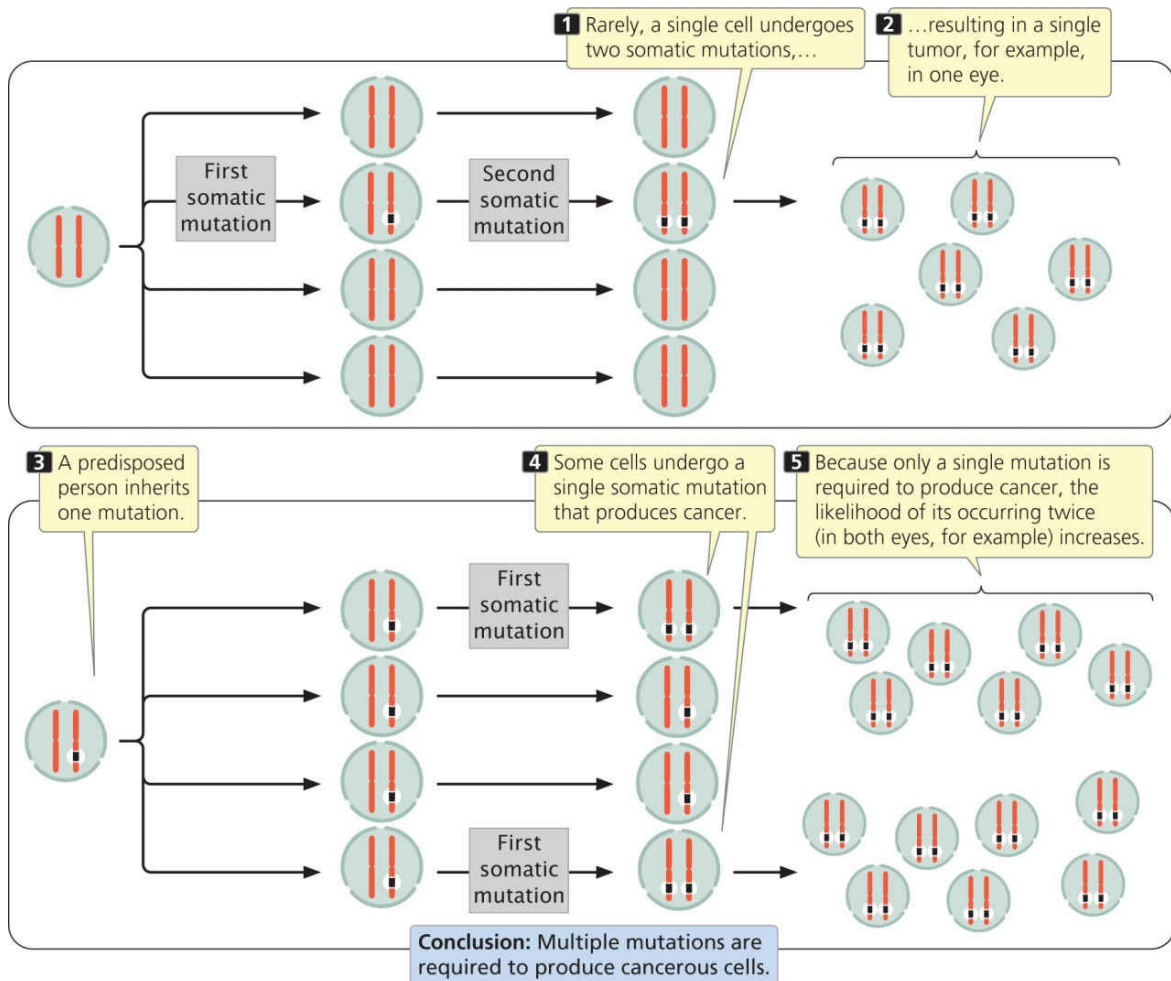 1 Rarely, a single cell undergoes
two somatic mutations,…
2 …resulting in a single
tumor, for example,
in one eye.
First
somatic
mutation
Second
somatic
mutation
3 A predisposed
person inherits
one mutation.
4 Some cells undergo a
single somatic mutation
that produces cancer.
5 Because only a single mutation is
required to produce cancer, the
likelihood of its occurring twice
(in both eyes, for example) increases.
First
somatic
mutation
First
somatic
mutation
Conclusion: Multiple mutations are
required to produce cancerous cells.